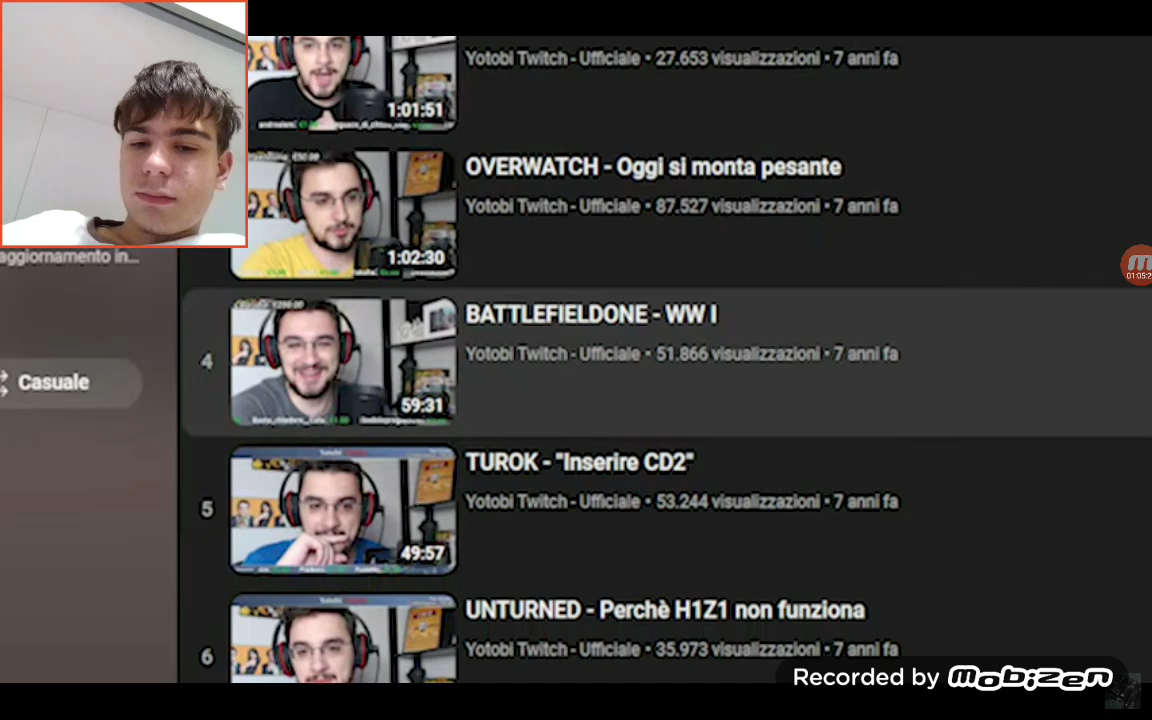 Yotobi Twitch - Ufficiale • 27.653 visualizzazioni • 7 anni fa
1:01:51
OVERWATCH - Oggi si monta pesante
Yotobi Twitch - Ufficiale • 87.527 visualizzazioni • 7 anni fa
1:02:30
aggiornamento in...
01:05:2
4
BATTLEFIELDONE - WW I
Yotobi Twitch - Ufficiale • 51.866 visualizzazioni • 7 anni fa
59:31
Casuale
5
TUROK - "Inserire CD2"
Yotobi Twitch - Ufficiale • 53.244 visualizzazioni • 7 anni fa
49:57
6
UNTURNED - Perchè H1Z1 non funziona
Yotobi Twitch - Ufficiale • 35.973 visualizzazioni • 7 anni fa
Recorded by mobizen